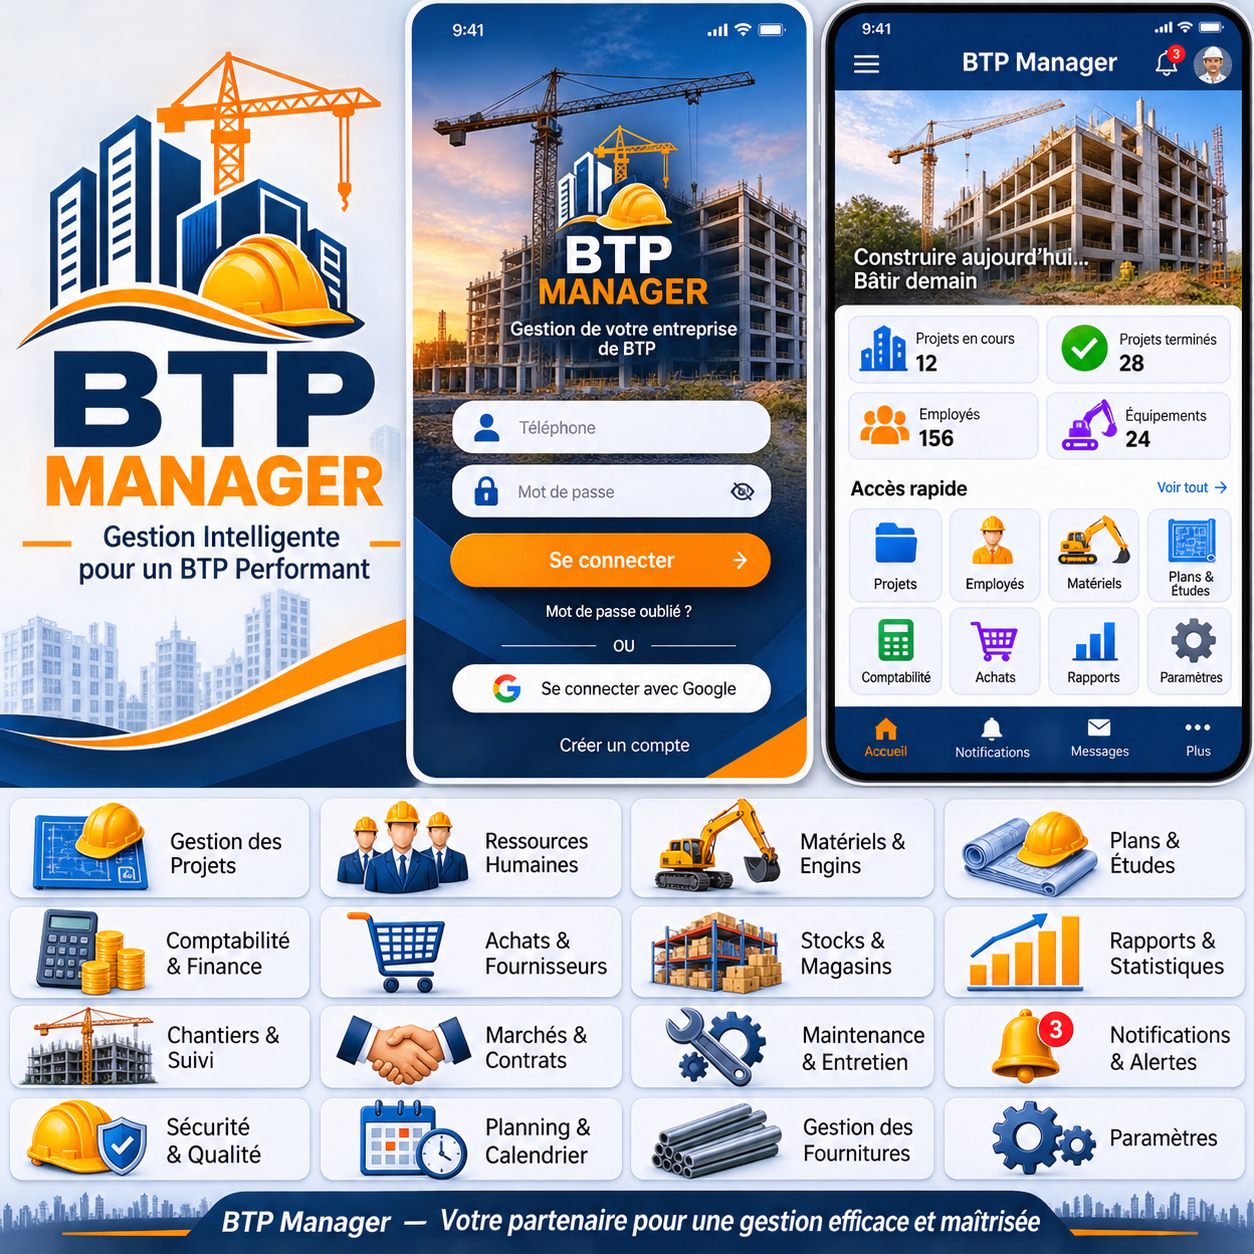 BTP
MANAGER
Gestion Intelligente
pour un BTP Performant
9:41
BTP
MANAGER
Gestion de votre entreprise
de BTP
Téléphone
Mot de passe
Se connecter
Mot de passe oublié ?
OU
Se connecter avec Google
Créer un compte
9:41
BTP Manager
3
Construire aujourd'hui...
Bâtir demain
Projets en cours
12
Projets terminés
28
Employés
156
Équipements
24
Accès rapide
Voir tout
Projets
Employés
Matériels
Plans &
Études
Comptabilité
Achats
Rapports
Paramètres
Accueil
Notifications
Messages
Plus
Gestion des
Projets
Ressources
Humaines
Matériels &
Engins
Plans &
Études
Comptabilité
& Finance
Achats &
Fournisseurs
Stocks &
Magasins
Rapports &
Statistiques
Chantiers &
Suivi
Marchés &
Contrats
Maintenance
& Entretien
3
Notifications
& Alertes
Sécurité
& Qualité
Planning &
Calendrier
Gestion des
Fournitures
Paramètres
BTP Manager — Votre partenaire pour une gestion efficace et maîtrisée